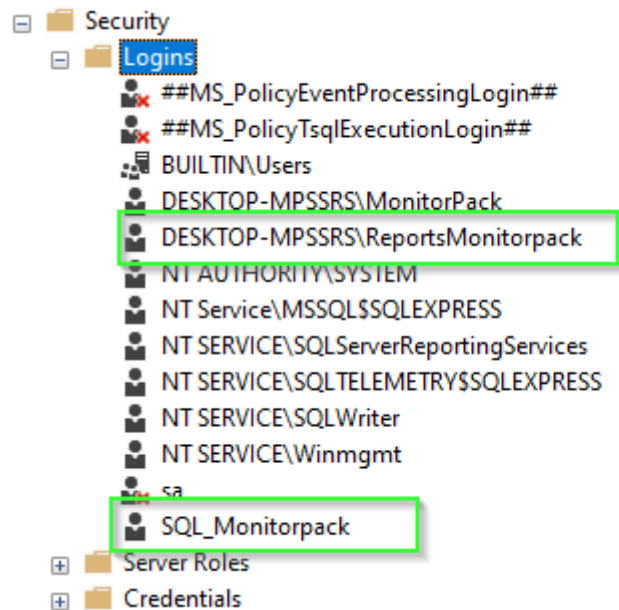 Security
Logins
##MS_PolicyEventProcessingLogin##
##MS_PolicyTsqlExecutionLogin##
BUILTIN\Users
DESKTOP-MPSSRS\MonitorPack
DESKTOP-MPSSRS\ReportsMonitorpack
NT AUTHORITY\SYSTEM
NT Service\MSSQL$SQLEXPRESS
NT SERVICE\SQLServerReportingServices
NT SERVICE\SQLTELEMETRY$SQLEXPRESS
NT SERVICE\SQLWriter
NT SERVICE\Winmgmt
sa
SQL_Monitorpack
Server Roles
Credentials